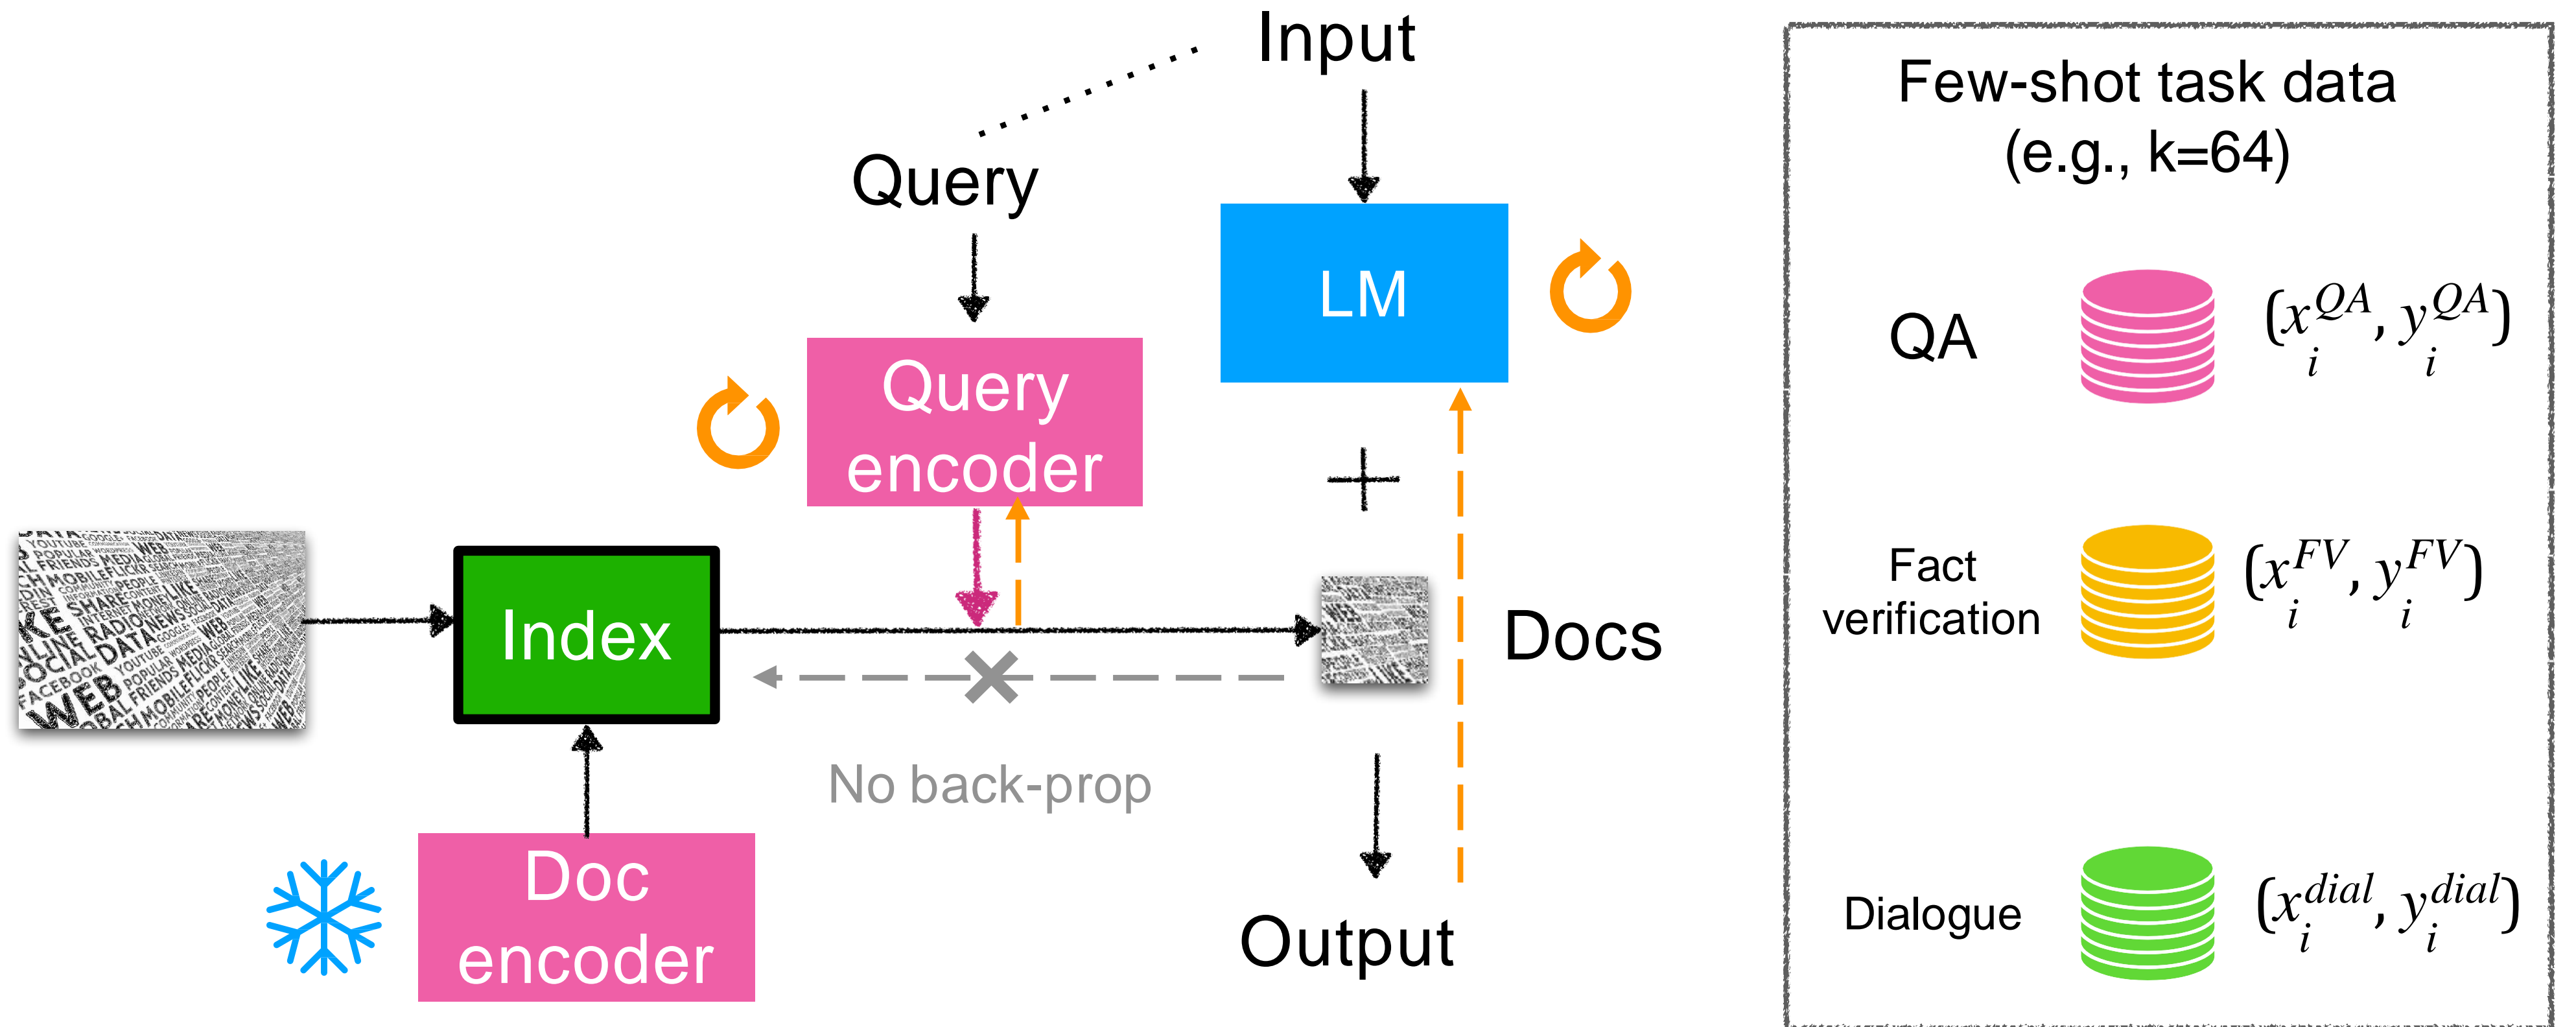 Input
Query
LM
Query
encoder
Index
Docs
No back-prop
Doc
encoder
Output
Few-shot task data
(e.g., k=64)
QA
(x_i^{QA}, y_i^{QA})
Fact
verification
(x_i^{FV}, y_i^{FV})
Dialogue
(x_i^{dial}, y_i^{dial})